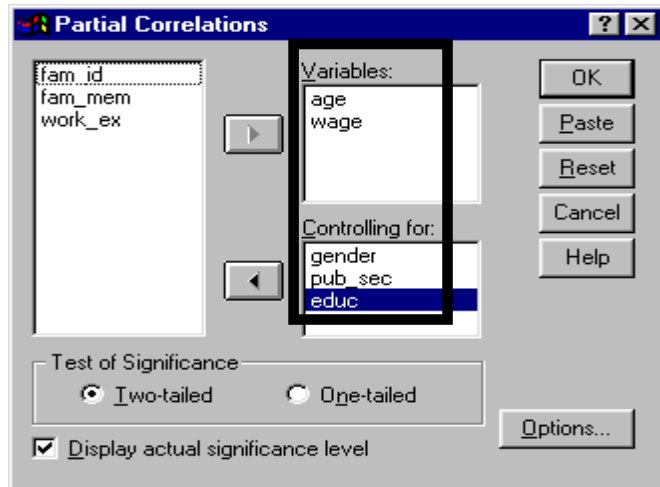 Partial Correlations
fam_id
fam_mem
work_ex
Variables:
age
wage
Controlling for:
gender
pub_sec
educ
OK
Paste
Reset
Cancel
Help
Test of Significance
Two-tailed
One-tailed
Display actual significance level
Options...